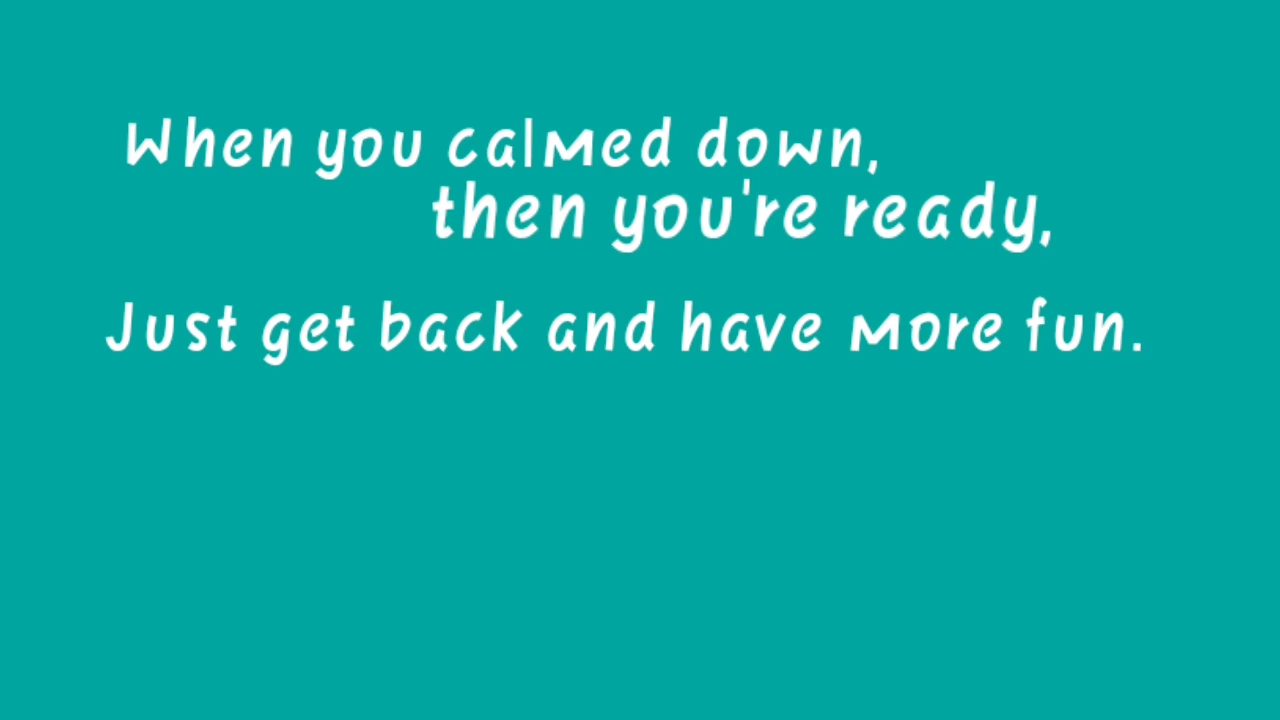 When you calmed down,
then you're ready,
Just get back and have more fun.